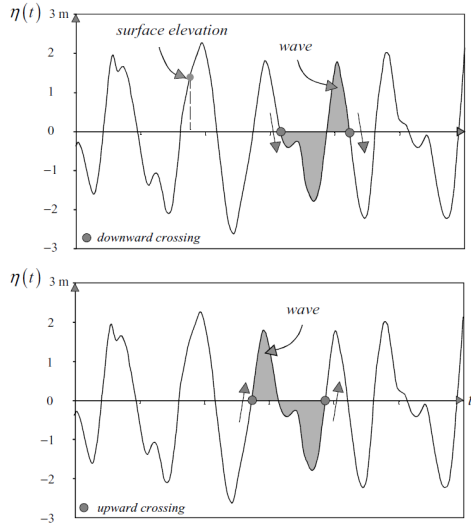 η(t) 3 m
surface elevation
wave
2
1
0
−1
−2
downward crossing
−3
η(t) 3 m
wave
2
1
0
t
−1
−2
upward crossing
−3